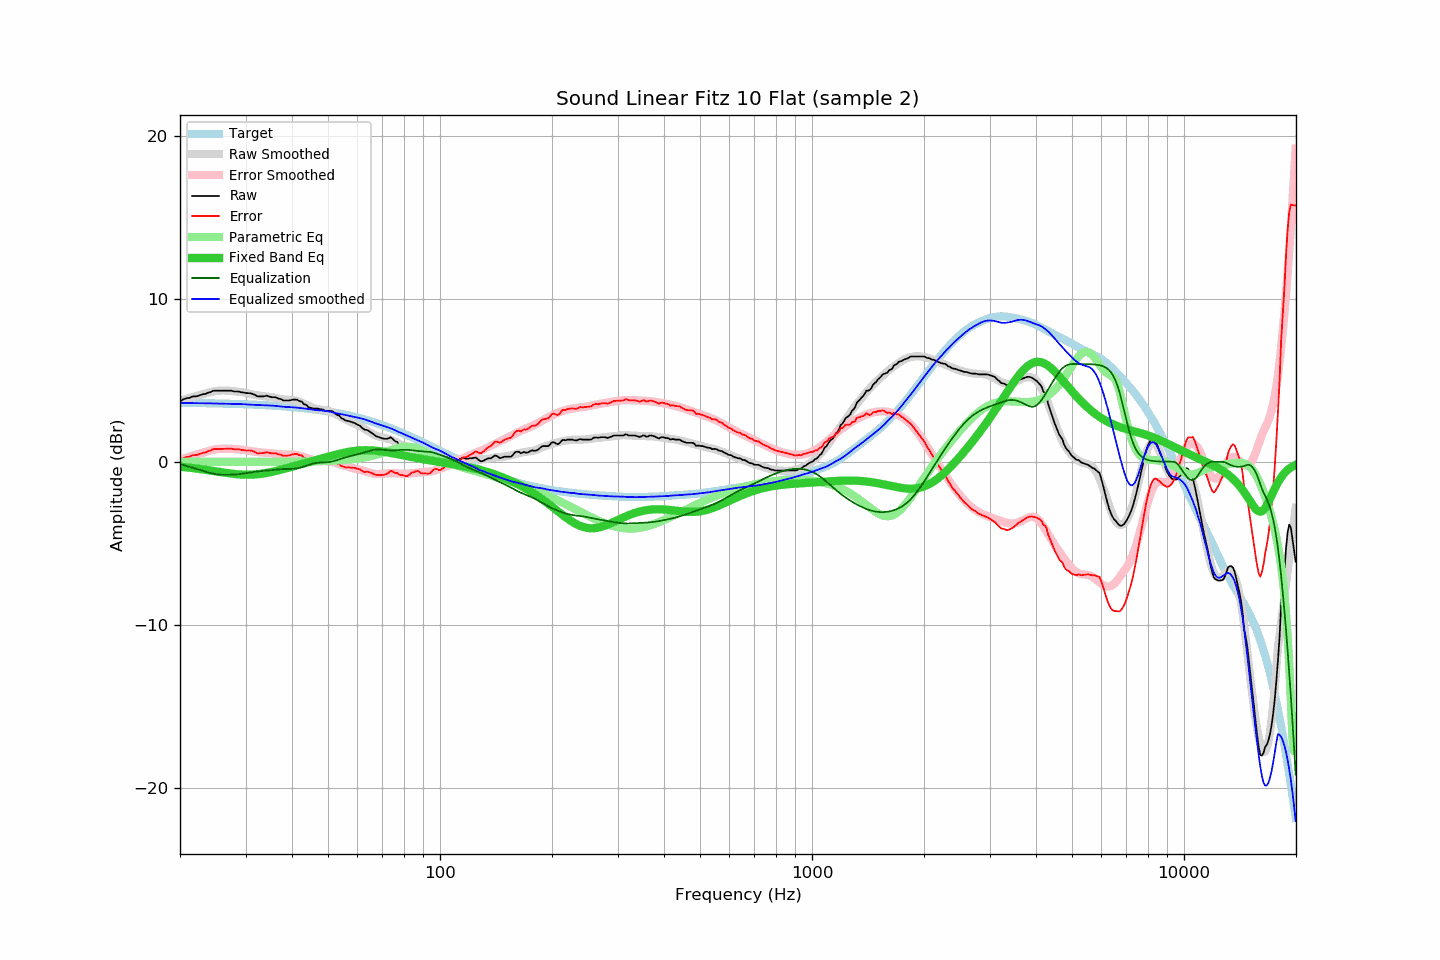 Sound Linear Fitz 10 Flat (sample 2)
Target
Raw Smoothed
Error Smoothed
Raw
Error
Parametric Eq
Fixed Band Eq
Equalization
Equalized smoothed
20
10
0
−10
−20
Amplitude (dBr)
100 1000 10000
Frequency (Hz)